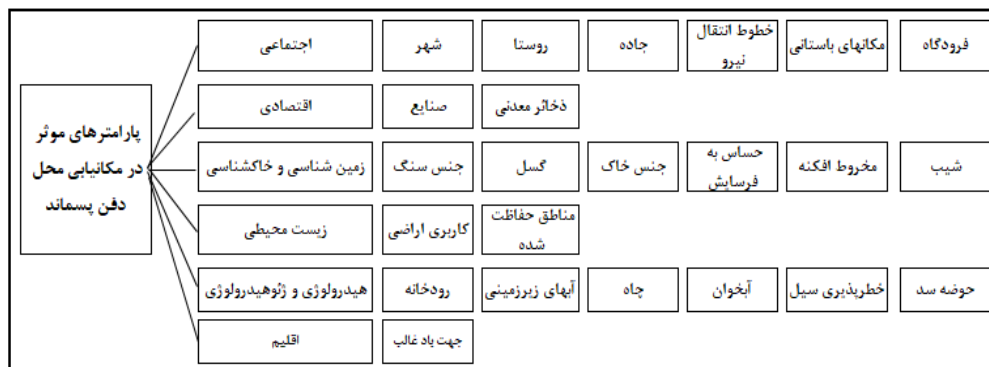 پارامترهای موثر
در مکانیابی محل
دفن پسماند
اجتماعی
شهر
روستا
جاده
خطوط انتقال
نیرو
مکانهای باستانی
فرودگاه
اقتصادی
صنایع
ذخائر معدنی
زمین شناسی و خاکشناسی
جنس سنگ
گسل
جنس خاک
حساس به
فرسایش
مخروط افکنه
شیب
زیست محیطی
کاربری اراضی
مناطق حفاظت
شده
هیدرولوژی و ژئوهیدرولوژی
رودخانه
آبهای زیرزمینی
چاه
آبخوان
خطرپذیری سیل
حوضه سد
اقلیم
جهت باد غالب